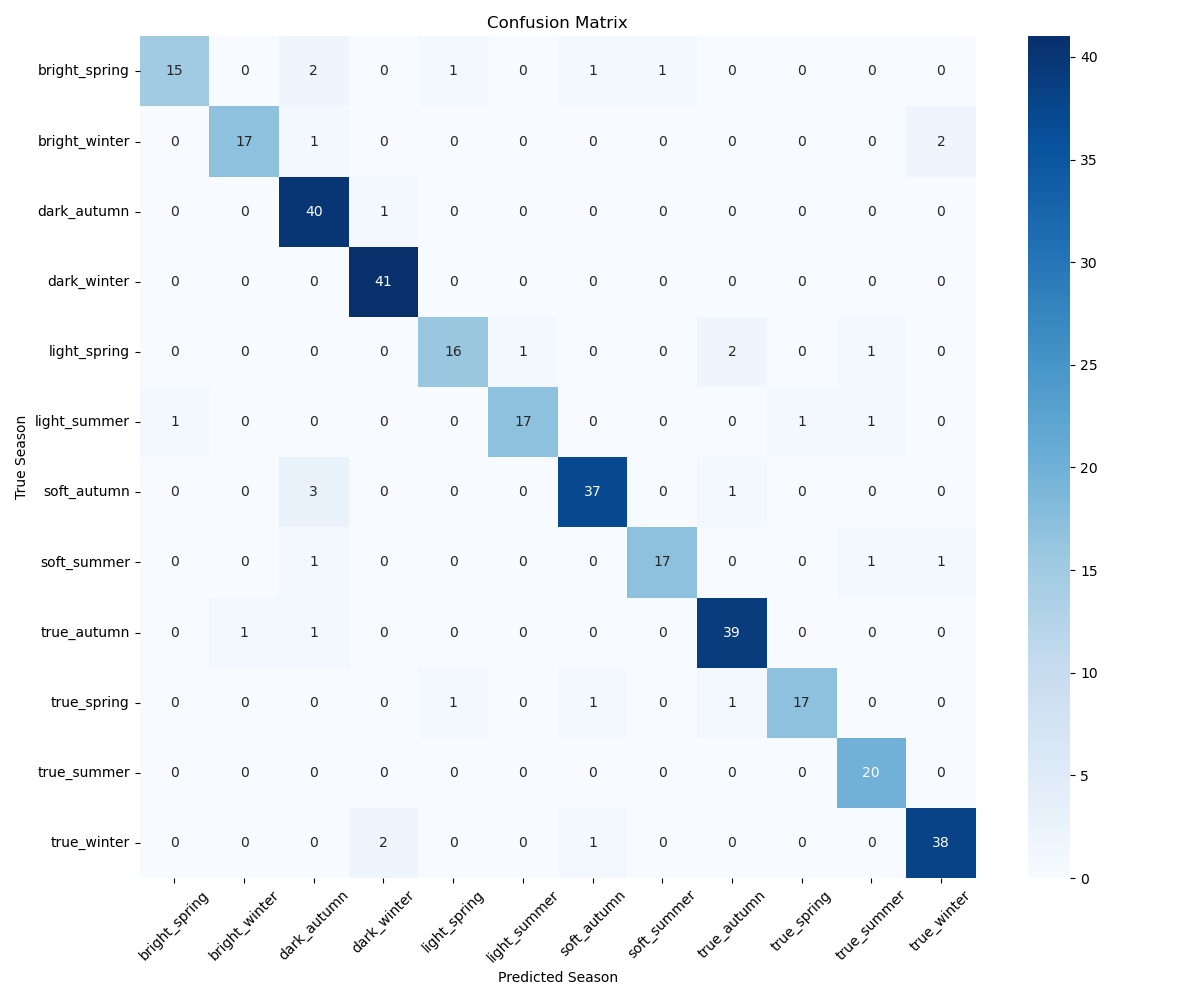 Confusion Matrix
bright_spring 15 0 2 0 1 0 1 1 0 0 0 0
bright_winter 0 17 1 0 0 0 0 0 0 0 0 2
dark_autumn 0 0 40 1 0 0 0 0 0 0 0 0
dark_winter 0 0 0 41 0 0 0 0 0 0 0 0
light_spring 0 0 0 0 16 1 0 0 2 0 1 0
light_summer 1 0 0 0 0 17 0 0 0 1 1 0
soft_autumn 0 0 3 0 0 0 37 0 1 0 0 0
soft_summer 0 0 1 0 0 0 0 17 0 0 1 1
true_autumn 0 1 1 0 0 0 0 0 39 0 0 0
true_spring 0 0 0 0 1 0 1 0 1 17 0 0
true_summer 0 0 0 0 0 0 0 0 0 0 20 0
true_winter 0 0 0 2 0 0 1 0 0 0 0 38
bright_spring bright_winter dark_autumn dark_winter light_spring light_summer soft_autumn soft_summer true_autumn true_spring true_summer true_winter
Predicted Season
True Season
40
35
30
25
20
15
10
5
0